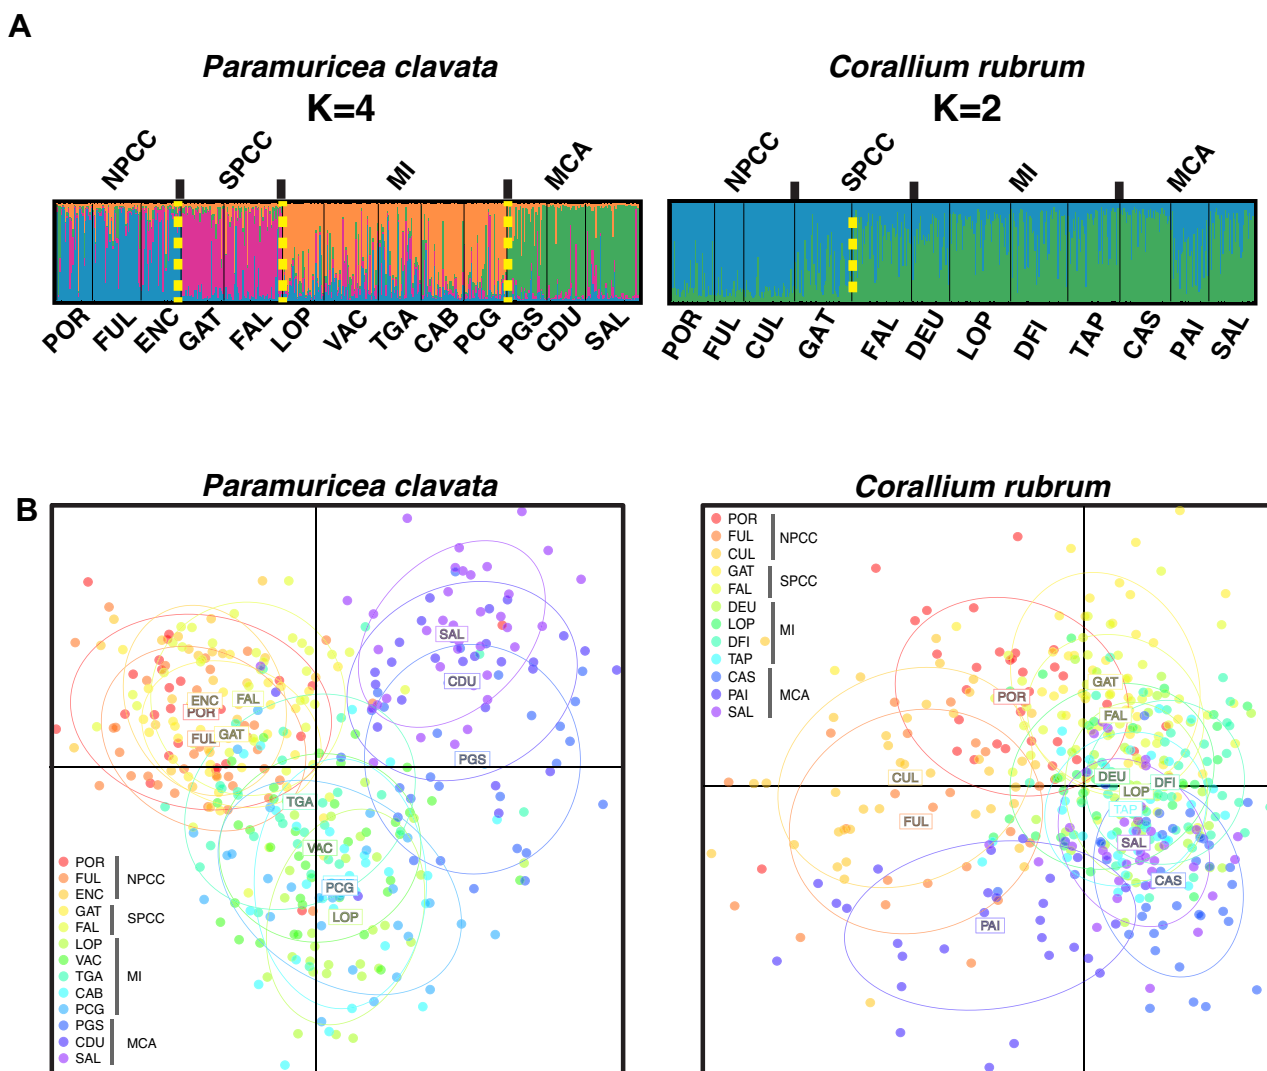 A
Paramuricea clavata
K=4
NPCC SPCC MI MCA
POR FUL ENC GAT FAL LOP VAC TGA CAB PCG PGS CDU SAL
Corallium rubrum
K=2
NPCC SPCC MI MCA
POR FUL CUL GAT FAL DEU LOP DFI TAP CAS PAI SAL
B
Paramuricea clavata
SAL
CDU
ENC FAL
POR
FUL GAT
PGS
TGA
VAC
PCG
LOP
POR
FUL NPCC
ENC
GAT
FAL SPCC
LOP
VAC
TGA MI
CAB
PCG
PGS
CDU MCA
SAL
Corallium rubrum
POR
FUL NPCC
CUL
GAT
FAL SPCC
DEU
LOP
DFI MI
TAP
CAS
PAI MCA
SAL
GAT
POR
FAL
CUL DEU DFI
LOP
TAP
FUL
SAL
CAS
PAI